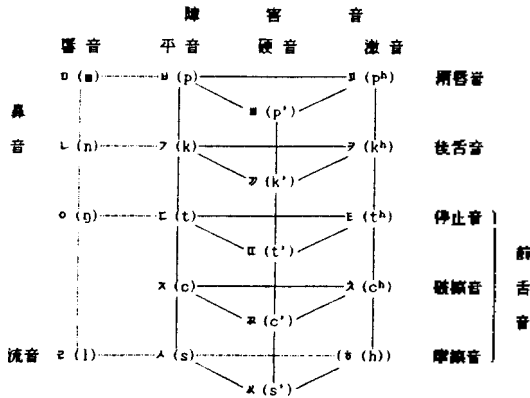 障 害 音
響音 平音 硬音 激音
ㅁ (m) ㅂ (p) ㅍ (pʰ) 両唇音
ㅃ (p')
鼻音
ㄴ (n) ㄱ (k) ㅋ (kʰ) 後舌音
ㄲ (k')
ㅇ (ŋ) ㄷ (t) ㅌ (tʰ) 停止音
ㄸ (t')
前舌音
ㅈ (c) ㅊ (cʰ) 破擦音
ㅉ (c')
流音 ㄹ (l) ㅅ (s) (ㅎ (h)) 摩擦音
ㅆ (s')